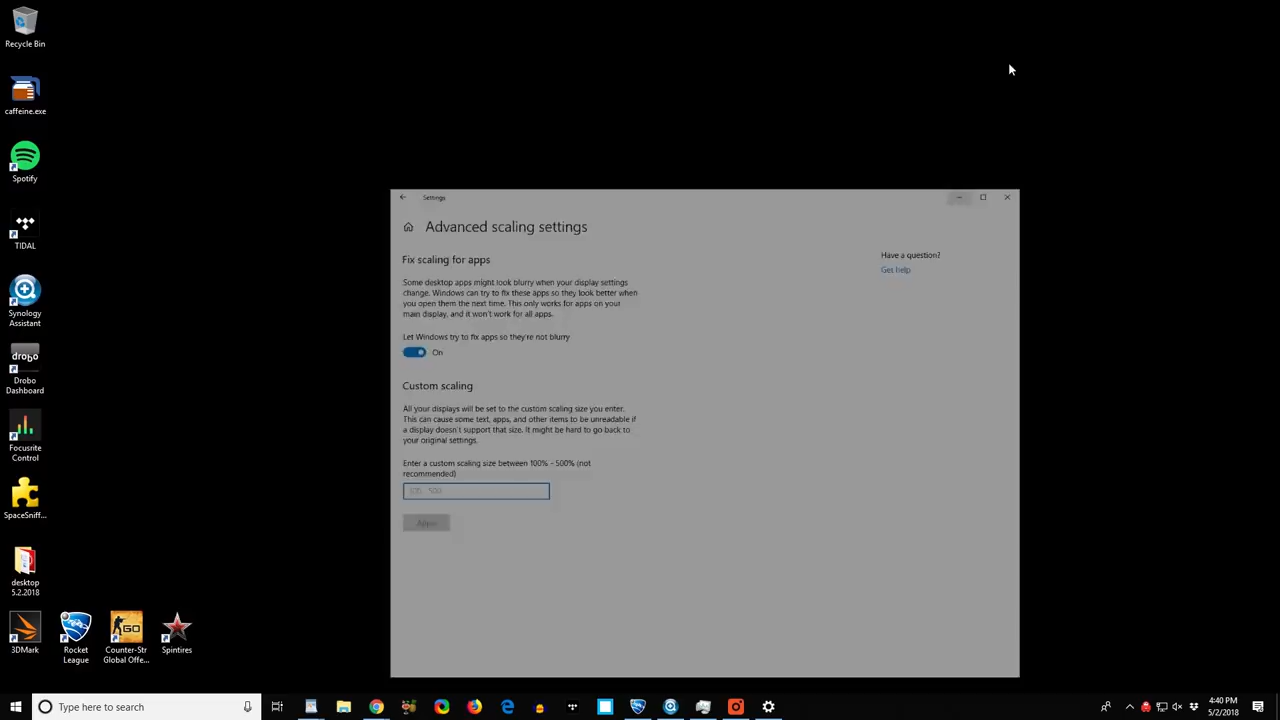 Recycle Bin
caffeine.exe
Spotify
TIDAL
Synology
Assistant
drobo
Drobo
Dashboard
Focusrite
Control
SpaceSniff...
desktop
5.2.2018
3DMark
Rocket
League
GO
Counter-Str
Global Offe...
Spintires
Settings
Advanced scaling settings
Fix scaling for apps
Some desktop apps might look blurry when your display settings
change. Windows can try to fix these apps so they look better when
you open them the next time. This only works for apps on your
main display, and it won't work for all apps.
Let Windows try to fix apps so they're not blurry
On
Custom scaling
All your displays will be set to the custom scaling size you enter.
This can cause some text, apps, and other items to be unreadable if
a display doesn't support that size. It might be hard to go back to
your original settings.
Enter a custom scaling size between 100% - 500% (not
recommended)
100 - 500
Apply
Have a question?
Get help
Type here to search
4:40 PM
5/2/2018